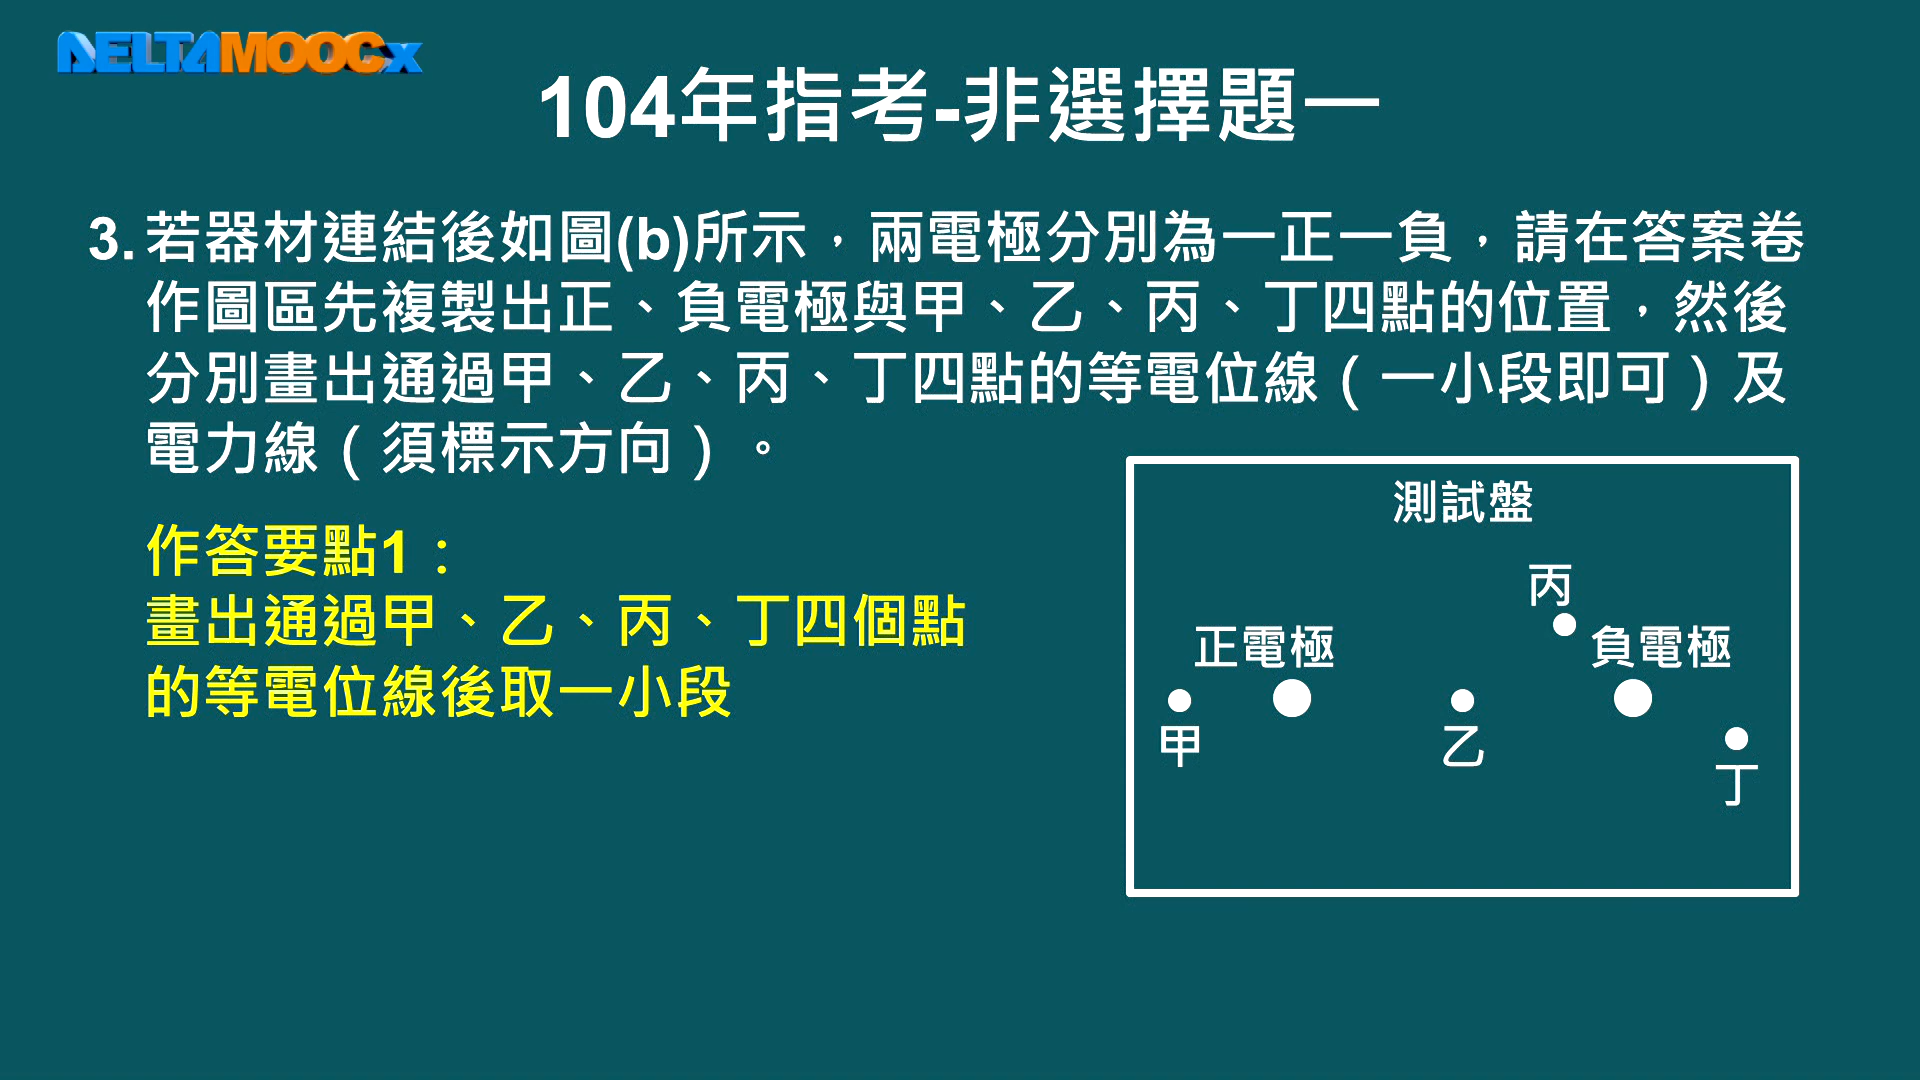 DELTAMOOCx
104年指考-非選擇題一
3. 若器材連結後如圖(b)所示，兩電極分別為一正一負，請在答案卷
作圖區先複製出正、負電極與甲、乙、丙、丁四點的位置，然後
分別畫出通過甲、乙、丙、丁四點的等電位線（一小段即可）及
電力線（須標示方向）。
作答要點1：
畫出通過甲、乙、丙、丁四個點
的等電位線後取一小段
測試盤
丙
正電極
負電極
甲
乙
丁